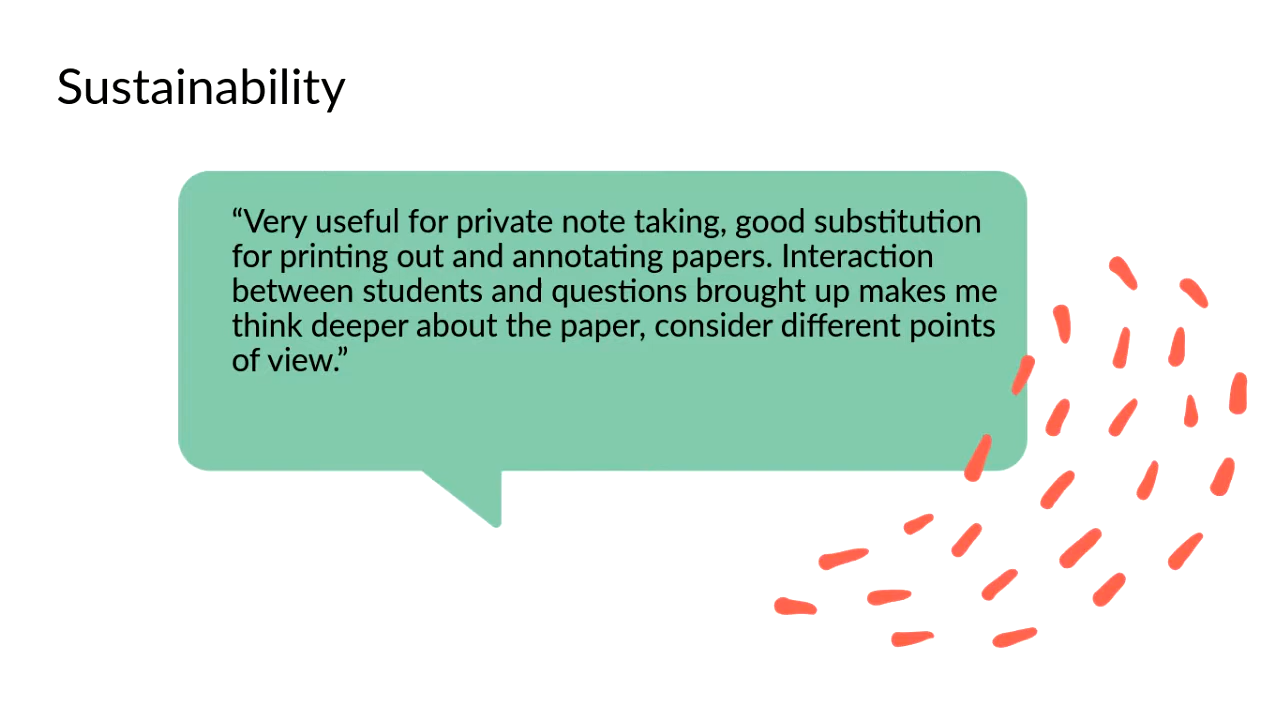 Sustainability
“Very useful for private note taking, good substitution
for printing out and annotating papers. Interaction
between students and questions brought up makes me
think deeper about the paper, consider different points
of view.”